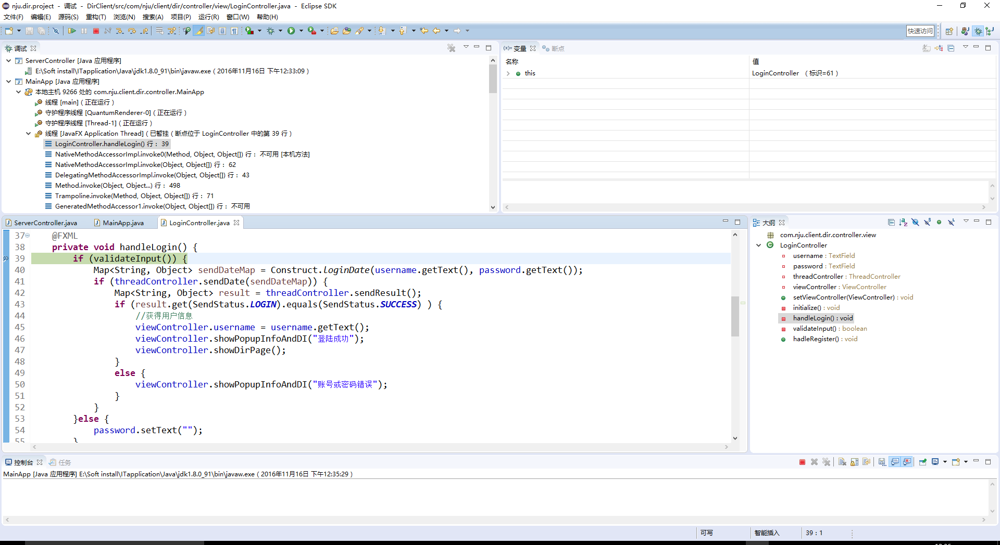 nju.dir.project - 调试 - DirClient/src/com/nju/client/dir/controller/view/LoginController.java - Eclipse SDK
文件(F) 编辑(E) 源码(S) 重构(T) 浏览(N) 搜索(A) 项目(P) 运行(R) 窗口(W) 帮助(H)
快速访问
调试
ServerController [Java 应用程序]
E:\Soft install\ITapplication\Java\jdk1.8.0_91\bin\javaw.exe ( 2016年11月16日 下午12:33:09 )
MainApp [Java 应用程序]
本地主机 9266 处的 com.nju.client.dir.controller.MainApp
线程 [main] ( 正在运行 )
守护程序线程 [QuantumRenderer-0] ( 正在运行 )
守护程序线程 [Thread-1] ( 正在运行 )
线程 [JavaFX Application Thread] ( 已暂挂 ( 断点位于 LoginController 中的第 39 行 )
LoginController.handleLogin() 行： 39
NativeMethodAccessorImpl.invoke0(Method, Object, Object[]) 行： 不可用 [本机方法]
NativeMethodAccessorImpl.invoke(Object, Object[]) 行： 62
DelegatingMethodAccessorImpl.invoke(Object, Object[]) 行： 43
Method.invoke(Object, Object...) 行： 498
Trampoline.invoke(Method, Object, Object[]) 行： 71
GeneratedMethodAccessor1.invoke(Object, Object[]) 行： 不可用
(x)= 变量 断点
名称 值
this LoginController （标识=61）
ServerController.java MainApp.java LoginController.java
37 @FXML
38 private void handleLogin() {
39 if (validateInput()) {
40 Map<String, Object> sendDateMap = Construct.loginDate(username.getText(), password.getText());
41 if (threadController.sendDate(sendDateMap)) {
42 Map<String, Object> result = threadController.sendResult();
43 if (result.get(SendStatus.LOGIN).equals(SendStatus.SUCCESS) ) {
44 //获得用户信息
45 viewController.username = username.getText();
46 viewController.showPopupInfoAndDI("登陆成功");
47 viewController.showDirPage();
48 }
49 else {
50 viewController.showPopupInfoAndDI("账号或密码错误");
51 }
52 }
53 }else {
54 password.setText("");
55 }
大纲
com.nju.client.dir.controller.view
LoginController
username : TextField
password : TextField
threadController : ThreadController
viewController : ViewController
setViewController(ViewController) : void
initialize() : void
handleLogin() : void
validateInput() : boolean
hadleRegister() : void
控制台 任务
MainApp [Java 应用程序] E:\Soft install\ITapplication\Java\jdk1.8.0_91\bin\javaw.exe ( 2016年11月16日 下午12:35:29 )
可写 智能插入 39 : 1